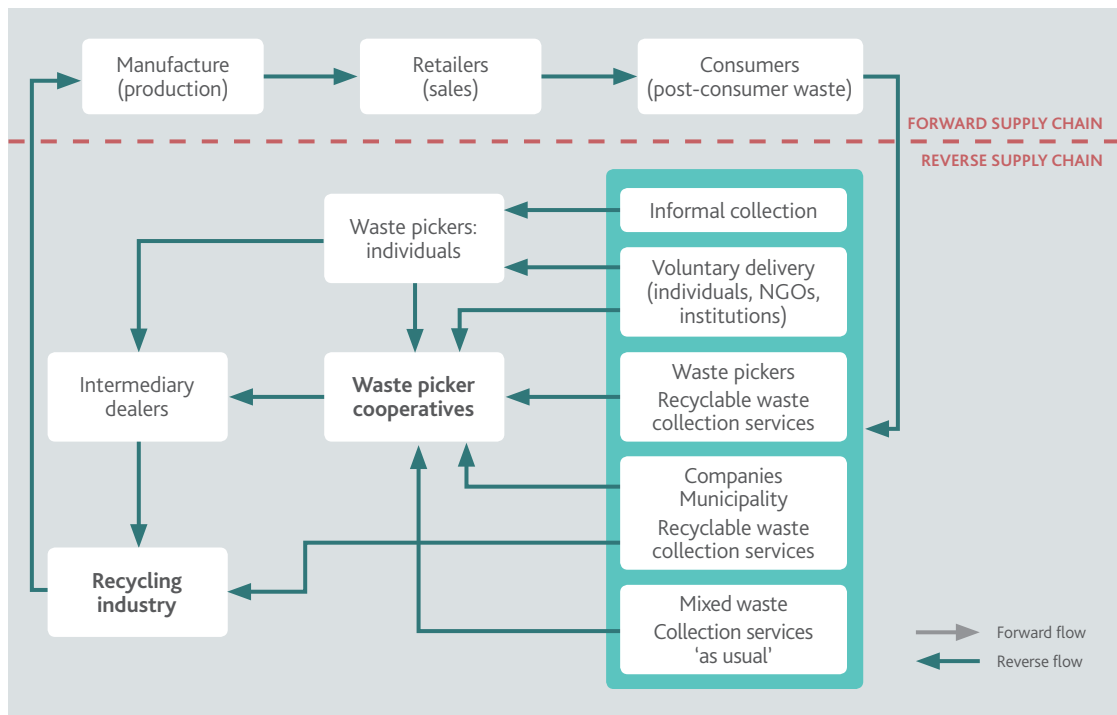 Manufacture
(production)
Retailers
(sales)
Consumers
(post-consumer waste)
FORWARD SUPPLY CHAIN
REVERSE SUPPLY CHAIN
Waste pickers:
individuals
Informal collection
Voluntary delivery
(individuals, NGOs,
institutions)
Intermediary
dealers
Waste picker
cooperatives
Waste pickers
Recyclable waste
collection services
Companies
Municipality
Recyclable waste
collection services
Recycling
industry
Mixed waste
Collection services
‘as usual’
Forward flow
Reverse flow